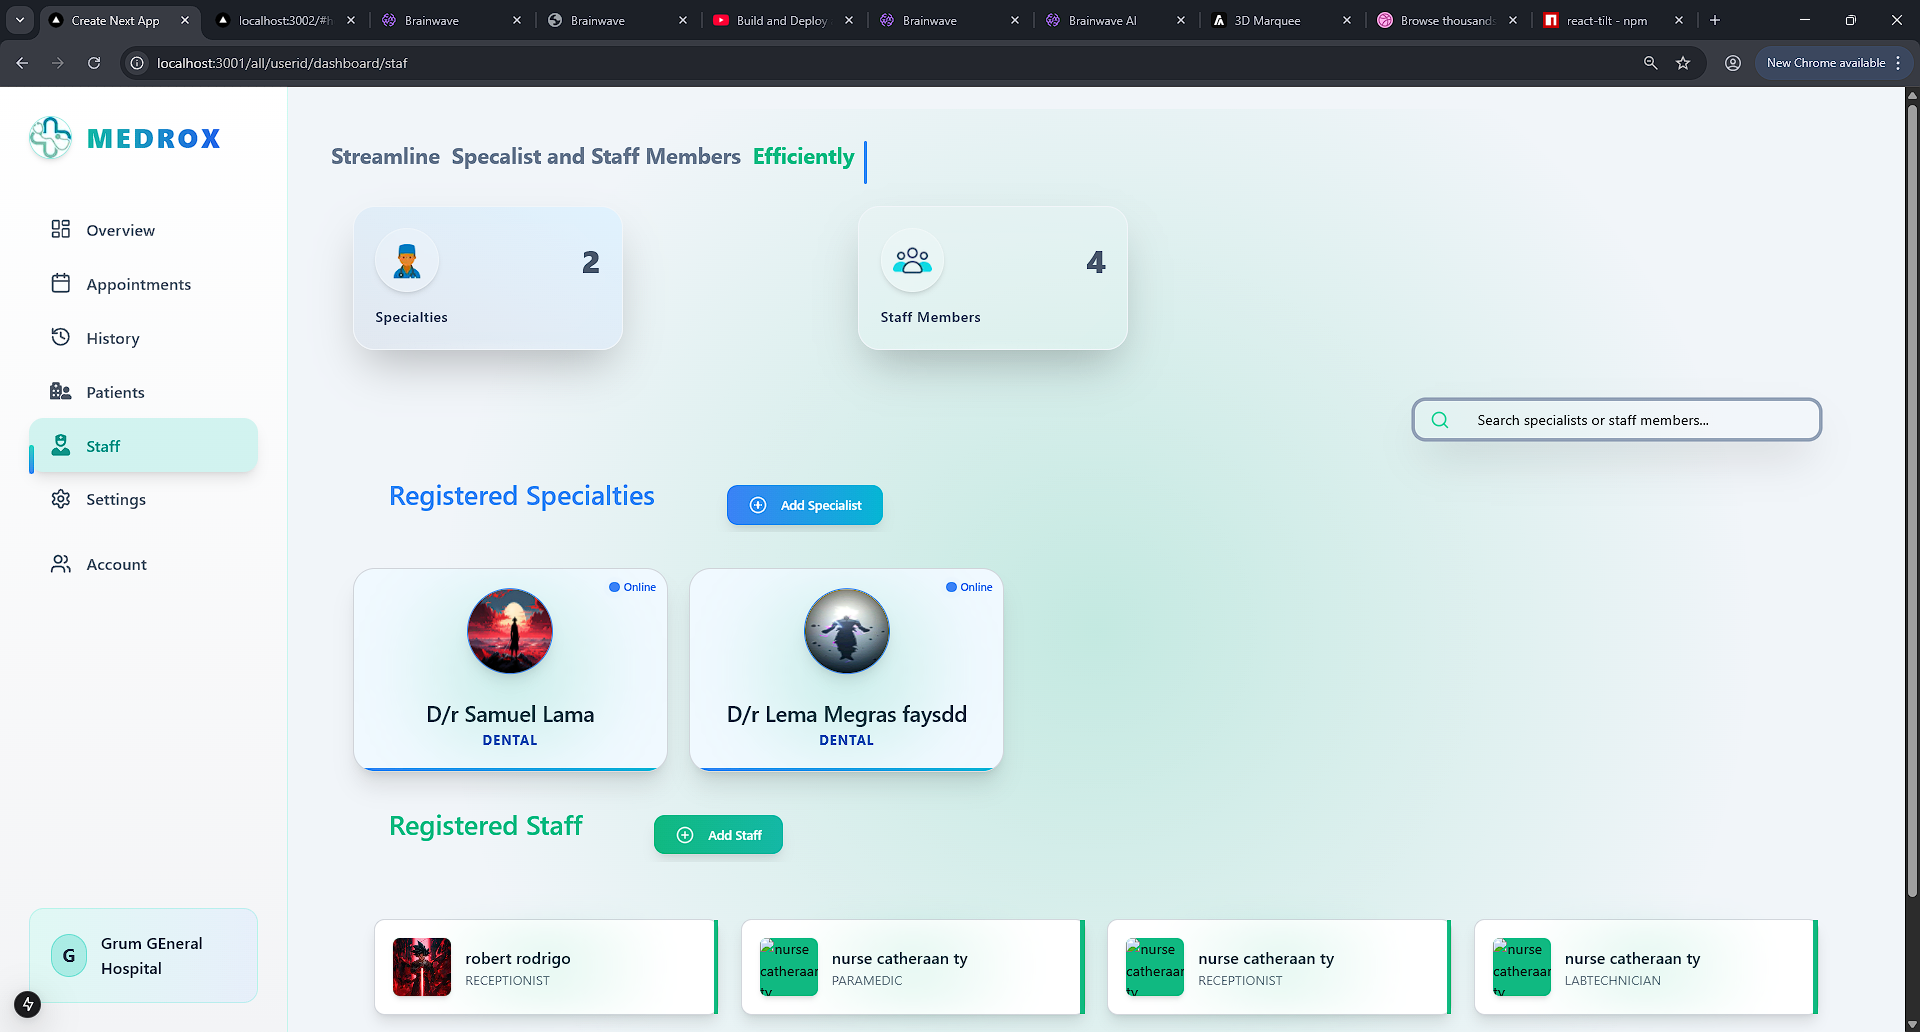 Create Next App
localhost:3002/#h
Brainwave
Brainwave
Build and Deploy
Brainwave
Brainwave AI
3D Marquee
Browse thousands
react-tilt - npm
localhost:3001/all/userid/dashboard/staf
New Chrome available
MEDROX
Overview
Appointments
History
Patients
Staff
Settings
Account
G
Grum GEneral
Hospital
Streamline Specalist and Staff Members Efficiently
2
Specialties
4
Staff Members
Search specialists or staff members...
Registered Specialties
Add Specialist
Online
D/r Samuel Lama
DENTAL
Online
D/r Lema Megras faysdd
DENTAL
Registered Staff
Add Staff
robert rodrigo
RECEPTIONIST
nurse
catheraan
ty
nurse catheraan ty
PARAMEDIC
nurse
catheraan
ty
nurse catheraan ty
RECEPTIONIST
nurse
catheraan
ty
nurse catheraan ty
LABTECHNICIAN